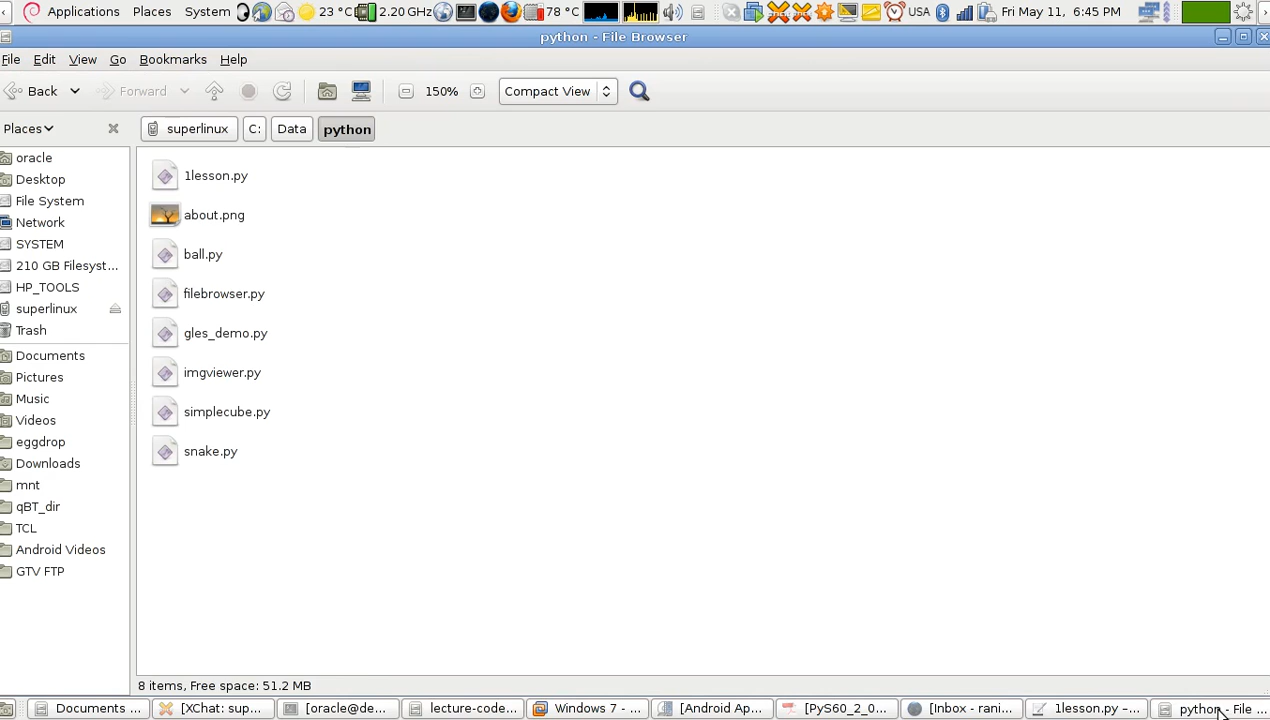 Applications Places System 23 °C 2.20 GHz 78 °C USA Fri May 11, 6:45 PM
python - File Browser
File Edit View Go Bookmarks Help
Back Forward 150% Compact View
Places superlinux C: Data python
oracle
Desktop
File System
Network
SYSTEM
210 GB Filesyst...
HP_TOOLS
superlinux
Trash
Documents
Pictures
Music
Videos
eggdrop
Downloads
mnt
qBT_dir
TCL
Android Videos
GTV FTP
1lesson.py
about.png
ball.py
filebrowser.py
gles_demo.py
imgviewer.py
simplecube.py
snake.py
8 items, Free space: 51.2 MB
Documents ... [XChat: sup... [oracle@de... lecture-code... Windows 7 - ... [Android Ap... [PyS60_2_0... [Inbox - rani... 1lesson.py –... python - File ...